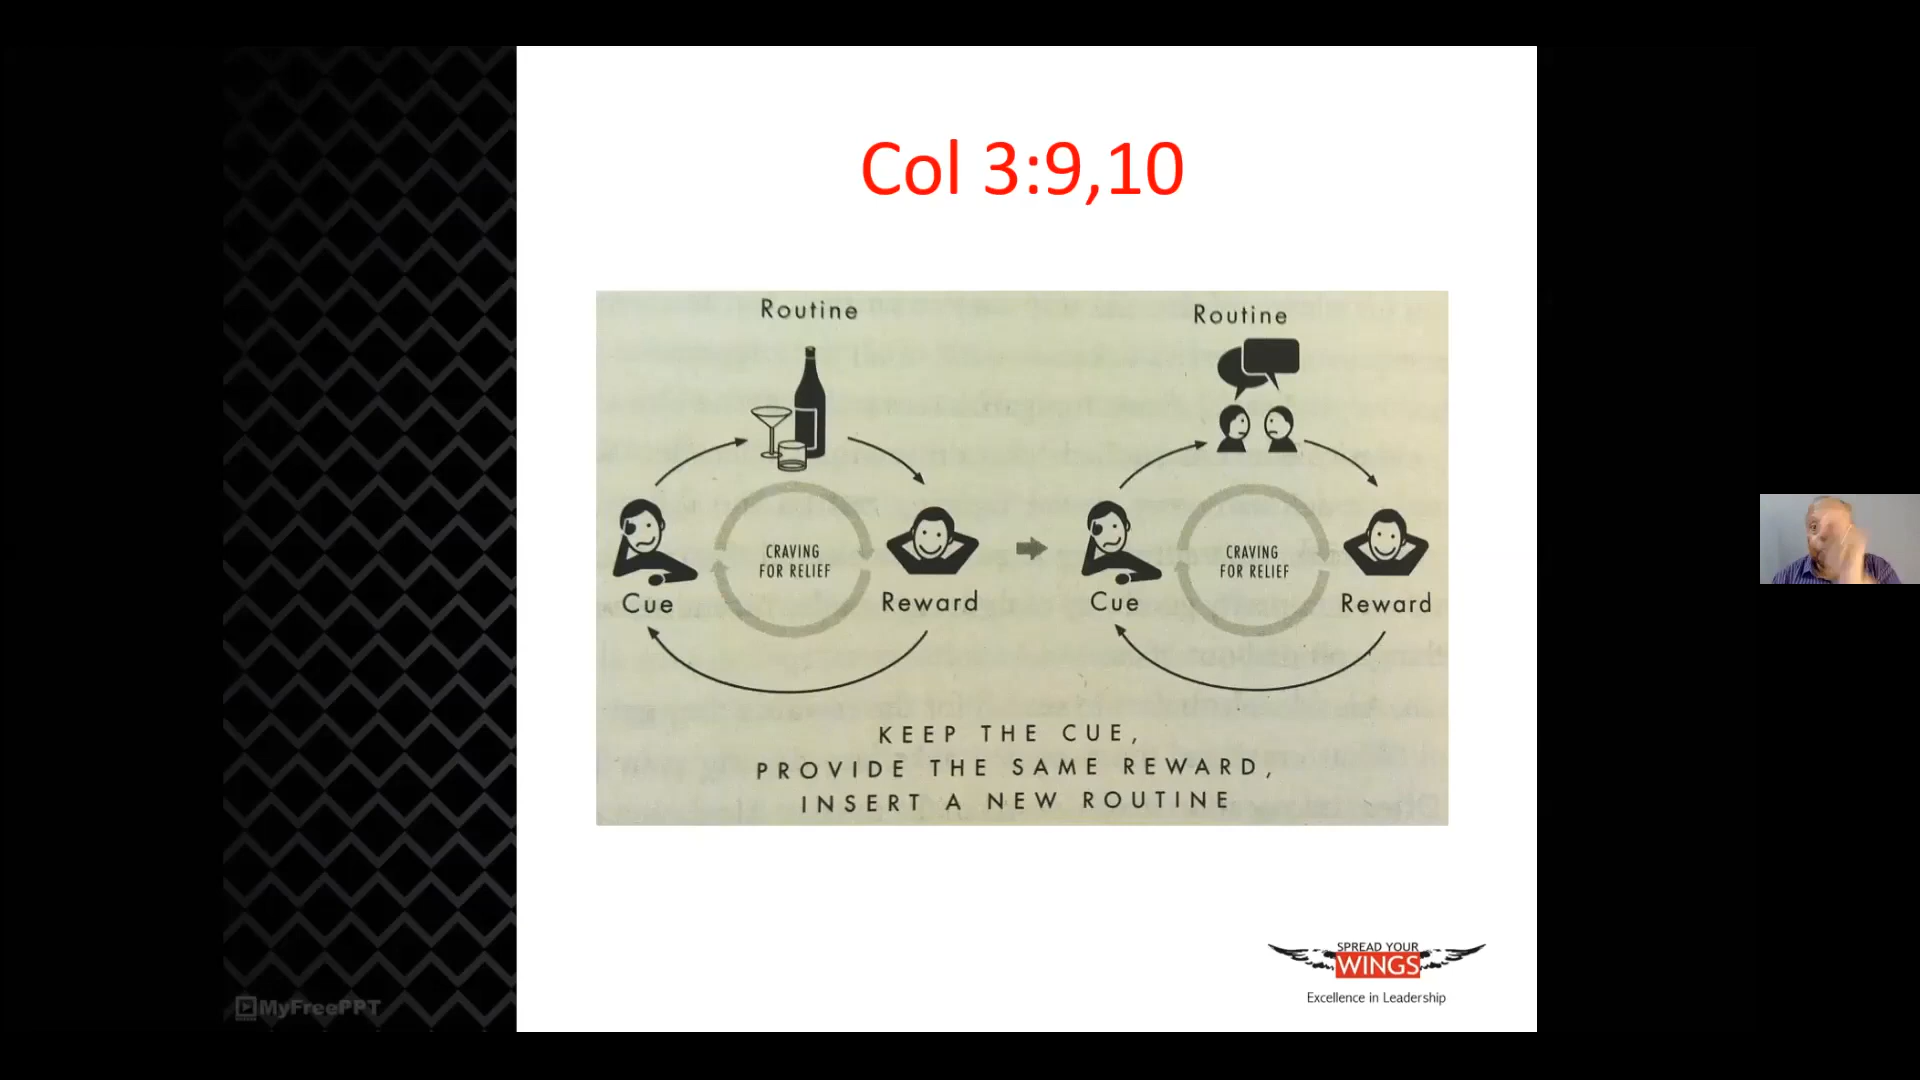 Col 3:9,10
Routine
CRAVING
FOR RELIEF
Cue
Reward
Routine
CRAVING
FOR RELIEF
Cue
Reward
KEEP THE CUE,
PROVIDE THE SAME REWARD,
INSERT A NEW ROUTINE
SPREAD YOUR
WINGS
Excellence in Leadership
MyFreePPT